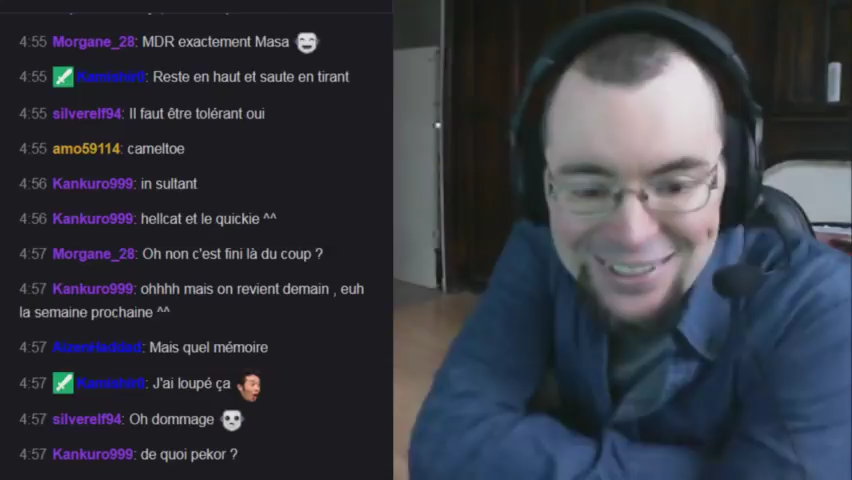 4:55 Morgane_28: MDR exactement Masa
4:55 Kamishiro: Reste en haut et saute en tirant
4:55 silverelf94: Il faut être tolérant oui
4:55 amo59114: cameltoe
4:56 Kankuro999: in sultant
4:56 Kankuro999: hellcat et le quickie ^^
4:57 Morgane_28: Oh non c'est fini là du coup ?
4:57 Kankuro999: ohhhh mais on revient demain , euh
la semaine prochaine ^^
4:57 AizenHaddad: Mais quel mémoire
4:57 J'ai loupé ça
4:57 silverelf94: Oh dommage
4:57 Kankuro999: de quoi pekor ?